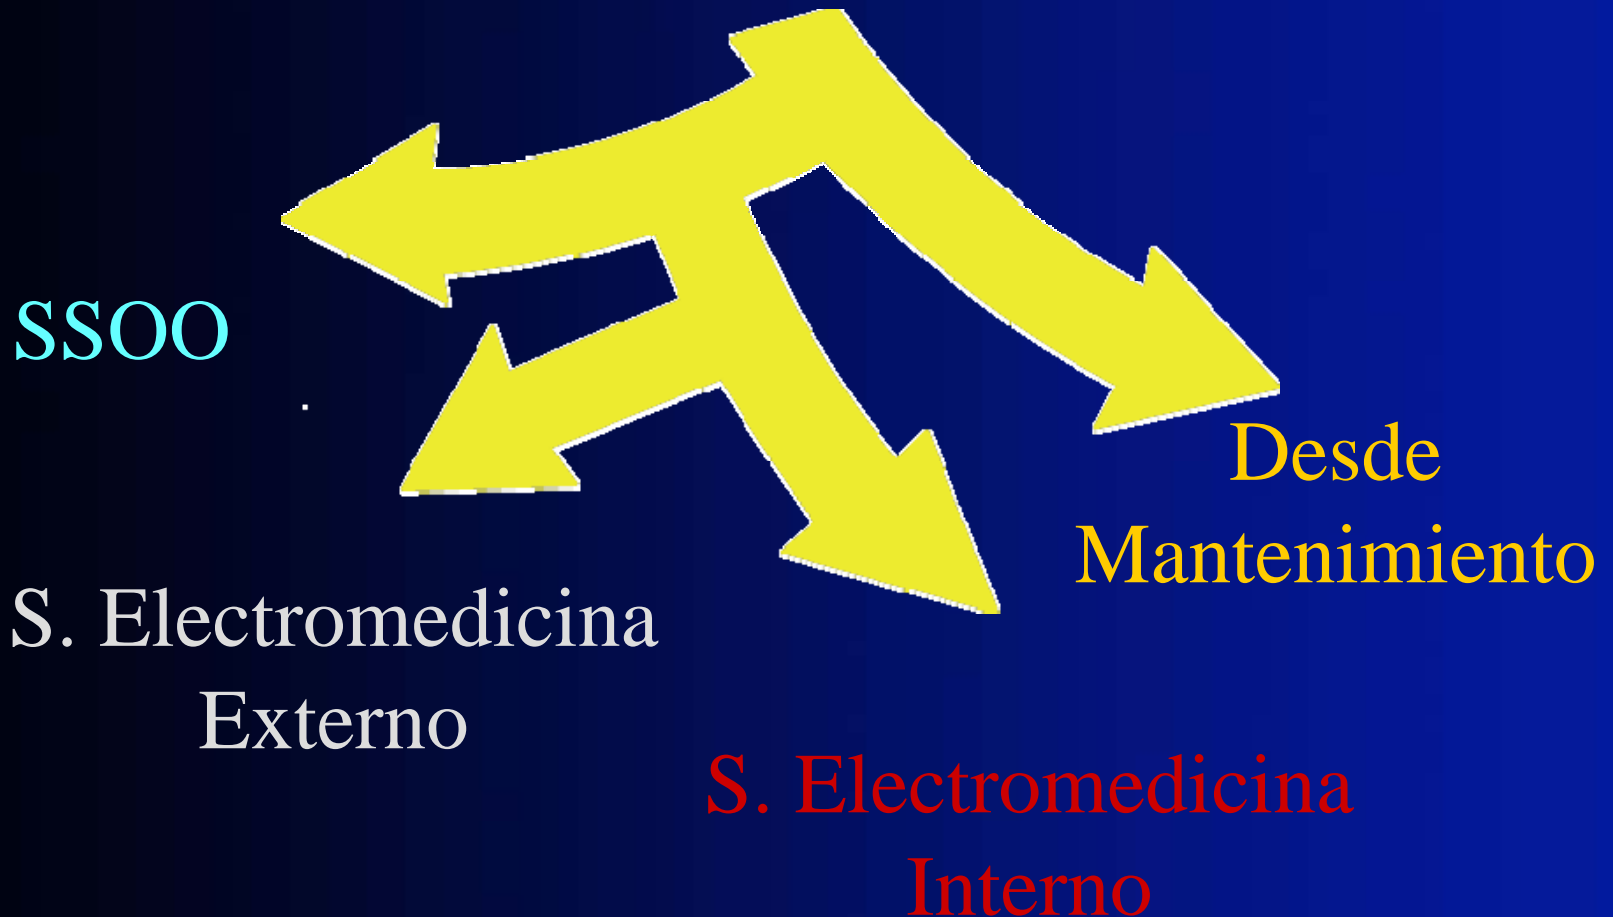 SSOO
Desde
Mantenimiento
S. Electromedicina
Externo
S. Electromedicina
Interno